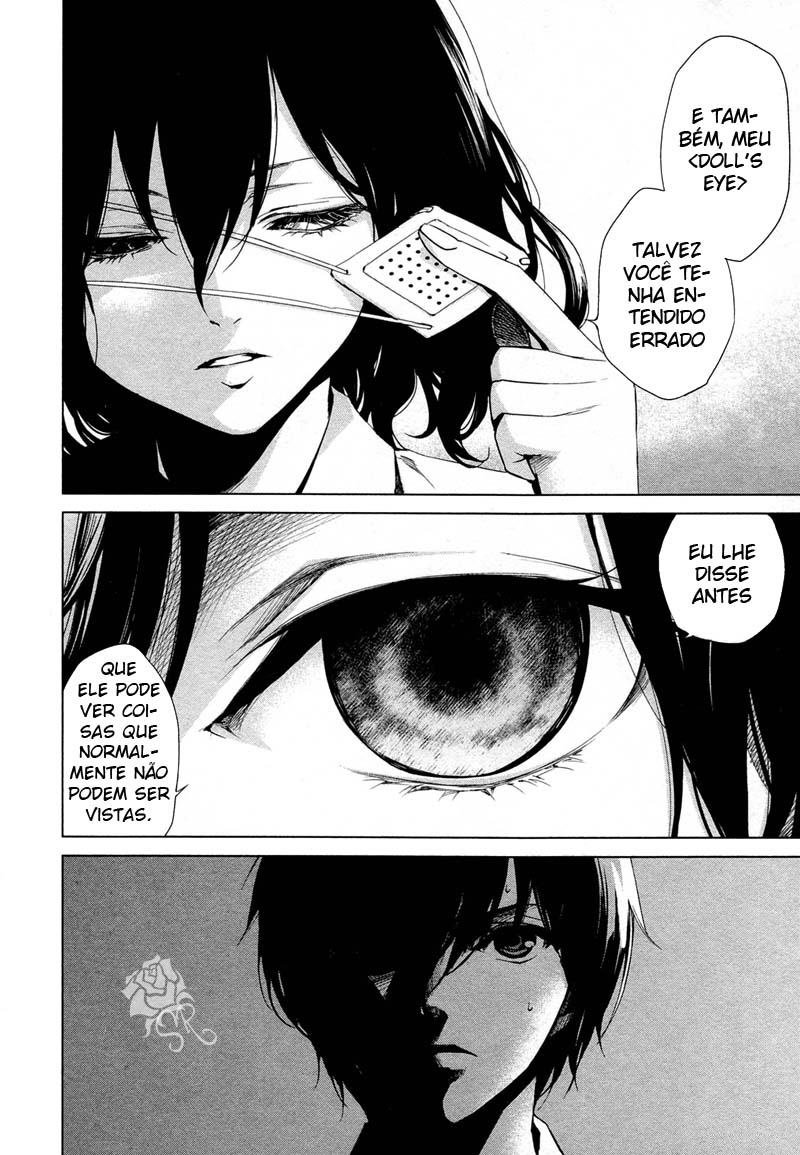 E TAM-
BÉM, MEU
<DOLL'S
EYE>
TALVEZ
VOCÊ TE-
NHA EN-
TENDIDO
ERRADO
EU LHE
DISSE
ANTES
QUE
ELE PODE
VER COI-
SAS QUE
NORMAL-
MENTE NÃO
PODEM SER
VISTAS.
SR